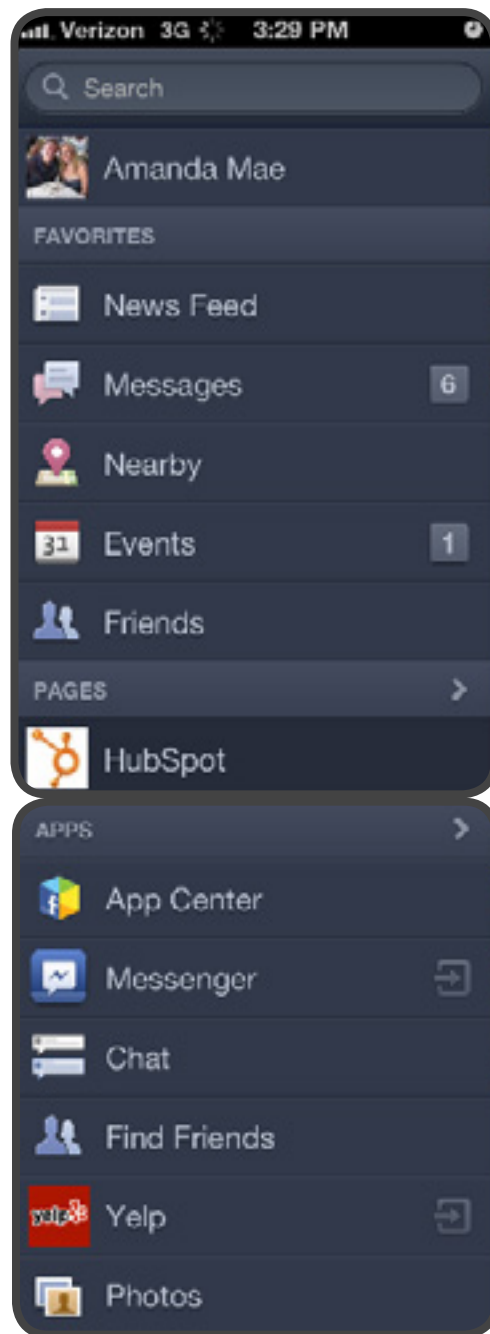 Verizon 3G 3:29 PM
Search
Amanda Mae
FAVORITES
News Feed
Messages 6
Nearby
31 Events 1
Friends
PAGES
HubSpot
APPS
f App Center
Messenger
Chat
Find Friends
yelp Yelp
Photos